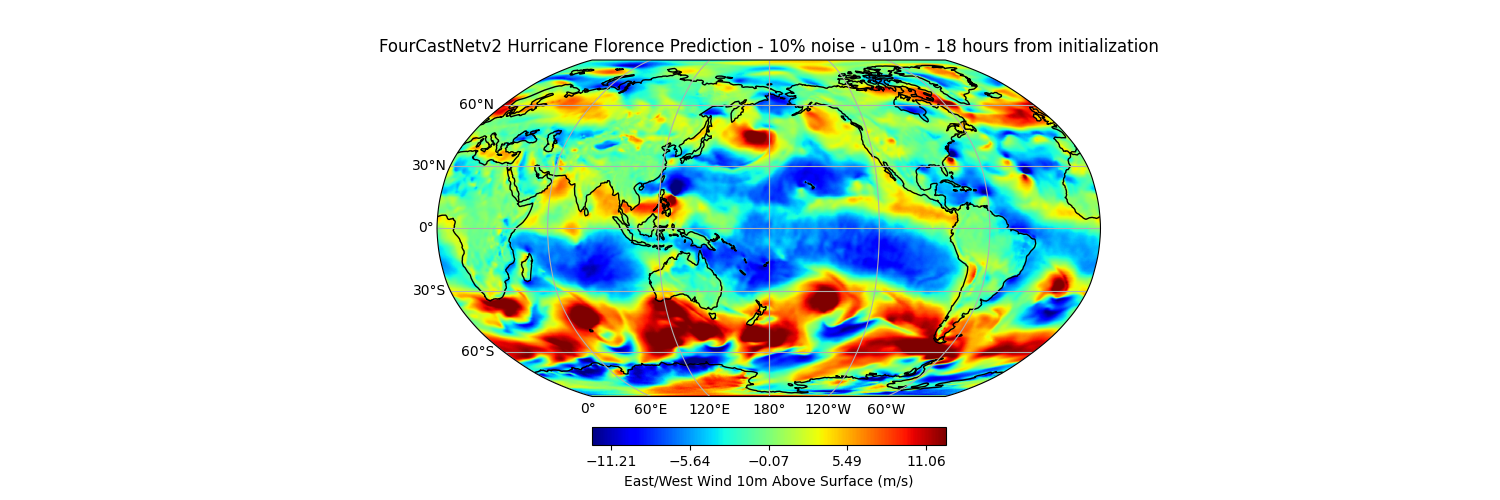 FourCastNetv2 Hurricane Florence Prediction - 10% noise - u10m - 18 hours from initialization
60°N
30°N
0°
30°S
60°S
0° 60°E 120°E 180° 120°W 60°W
−11.21 −5.64 −0.07 5.49 11.06
East/West Wind 10m Above Surface (m/s)